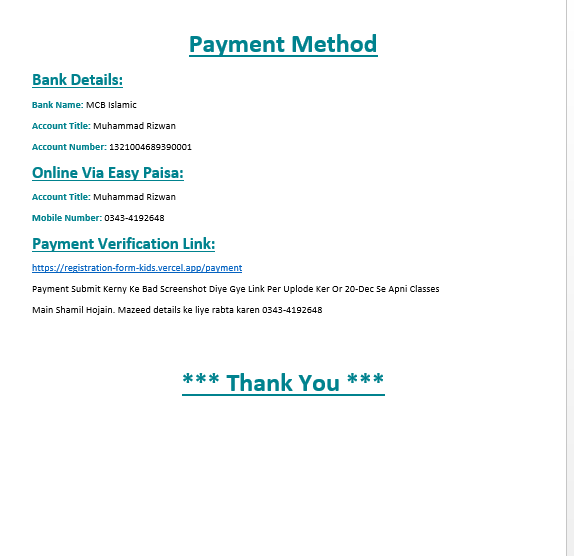 Payment Method
Bank Details:
Bank Name: MCB Islamic
Account Title: Muhammad Rizwan
Account Number: 1321004689390001
Online Via Easy Paisa:
Account Title: Muhammad Rizwan
Mobile Number: 0343-4192648
Payment Verification Link:
https://registration-form-kids.vercel.app/payment
Payment Submit Kerny Ke Bad Screenshot Diye Gye Link Per Uplode Ker Or 20-Dec Se Apni Classes
Main Shamil Hojain. Mazeed details ke liye rabta karen 0343-4192648
*** Thank You ***